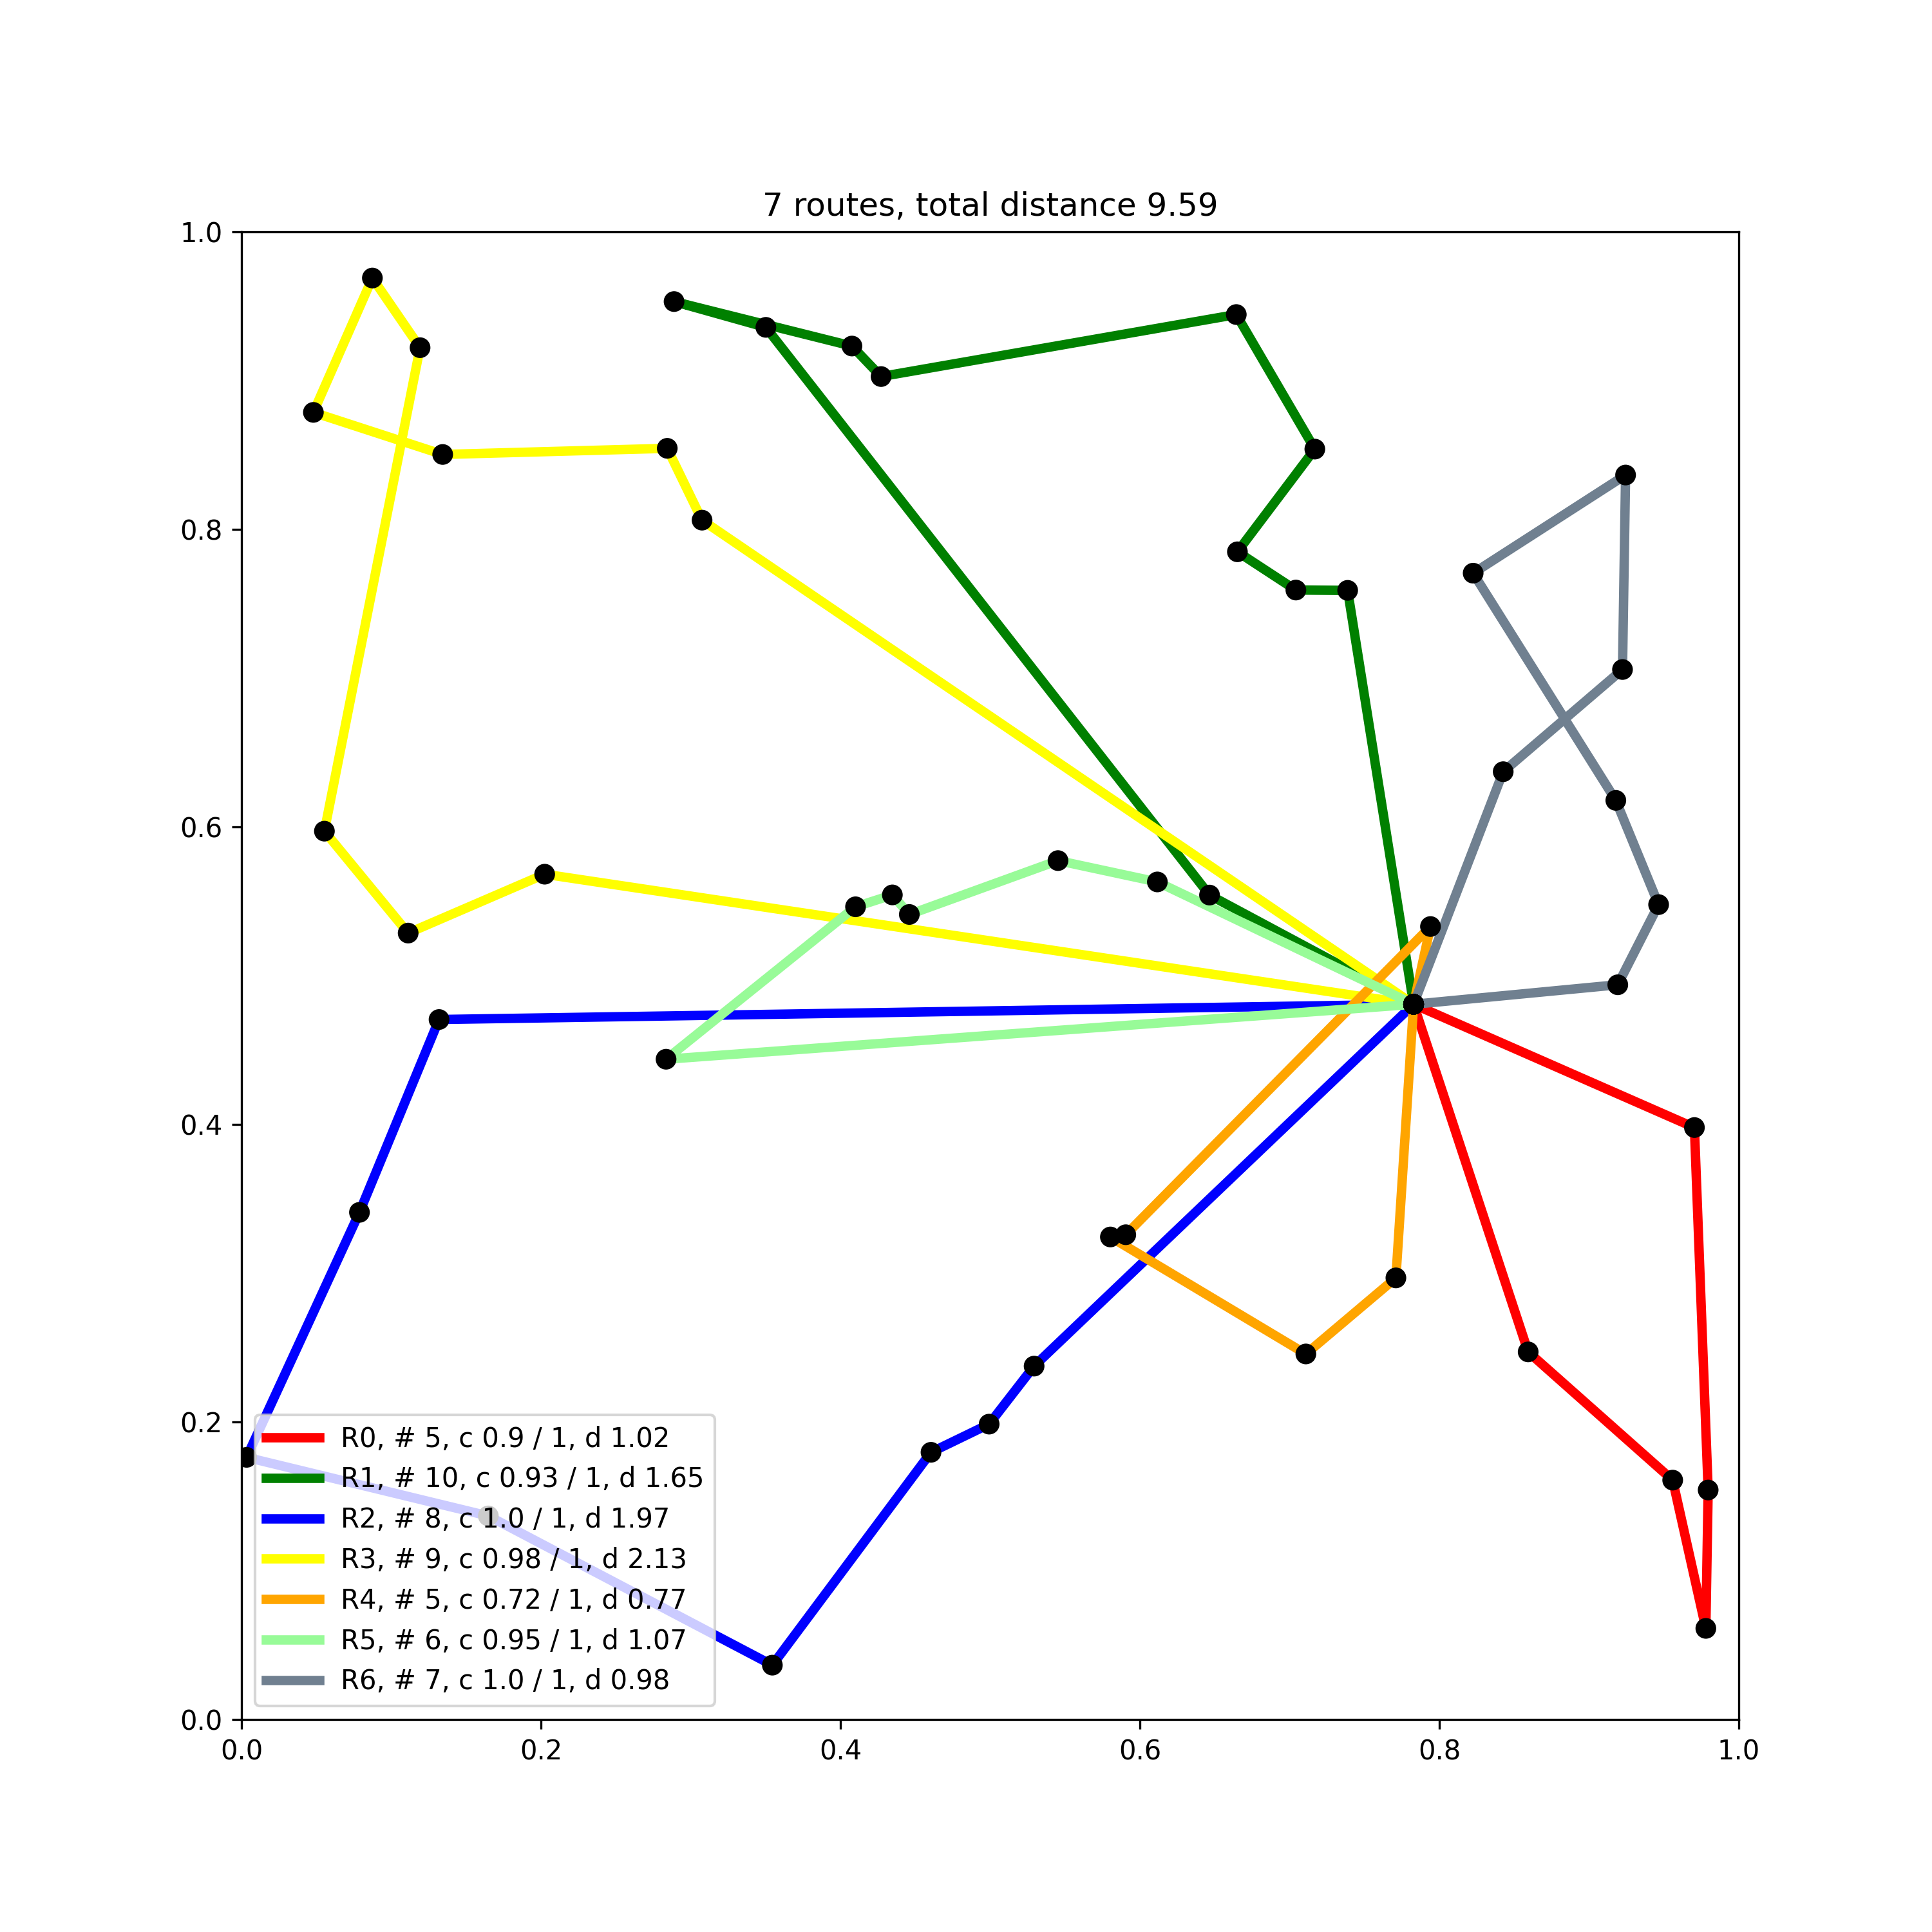 7 routes, total distance 9.59
1.0
0.8
0.6
0.4
0.2
0.0
R0, # 5, c 0.9 / 1, d 1.02
R1, # 10, c 0.93 / 1, d 1.65
R2, # 8, c 1.0 / 1, d 1.97
R3, # 9, c 0.98 / 1, d 2.13
R4, # 5, c 0.72 / 1, d 0.77
R5, # 6, c 0.95 / 1, d 1.07
R6, # 7, c 1.0 / 1, d 0.98
0.0 0.2 0.4 0.6 0.8 1.0